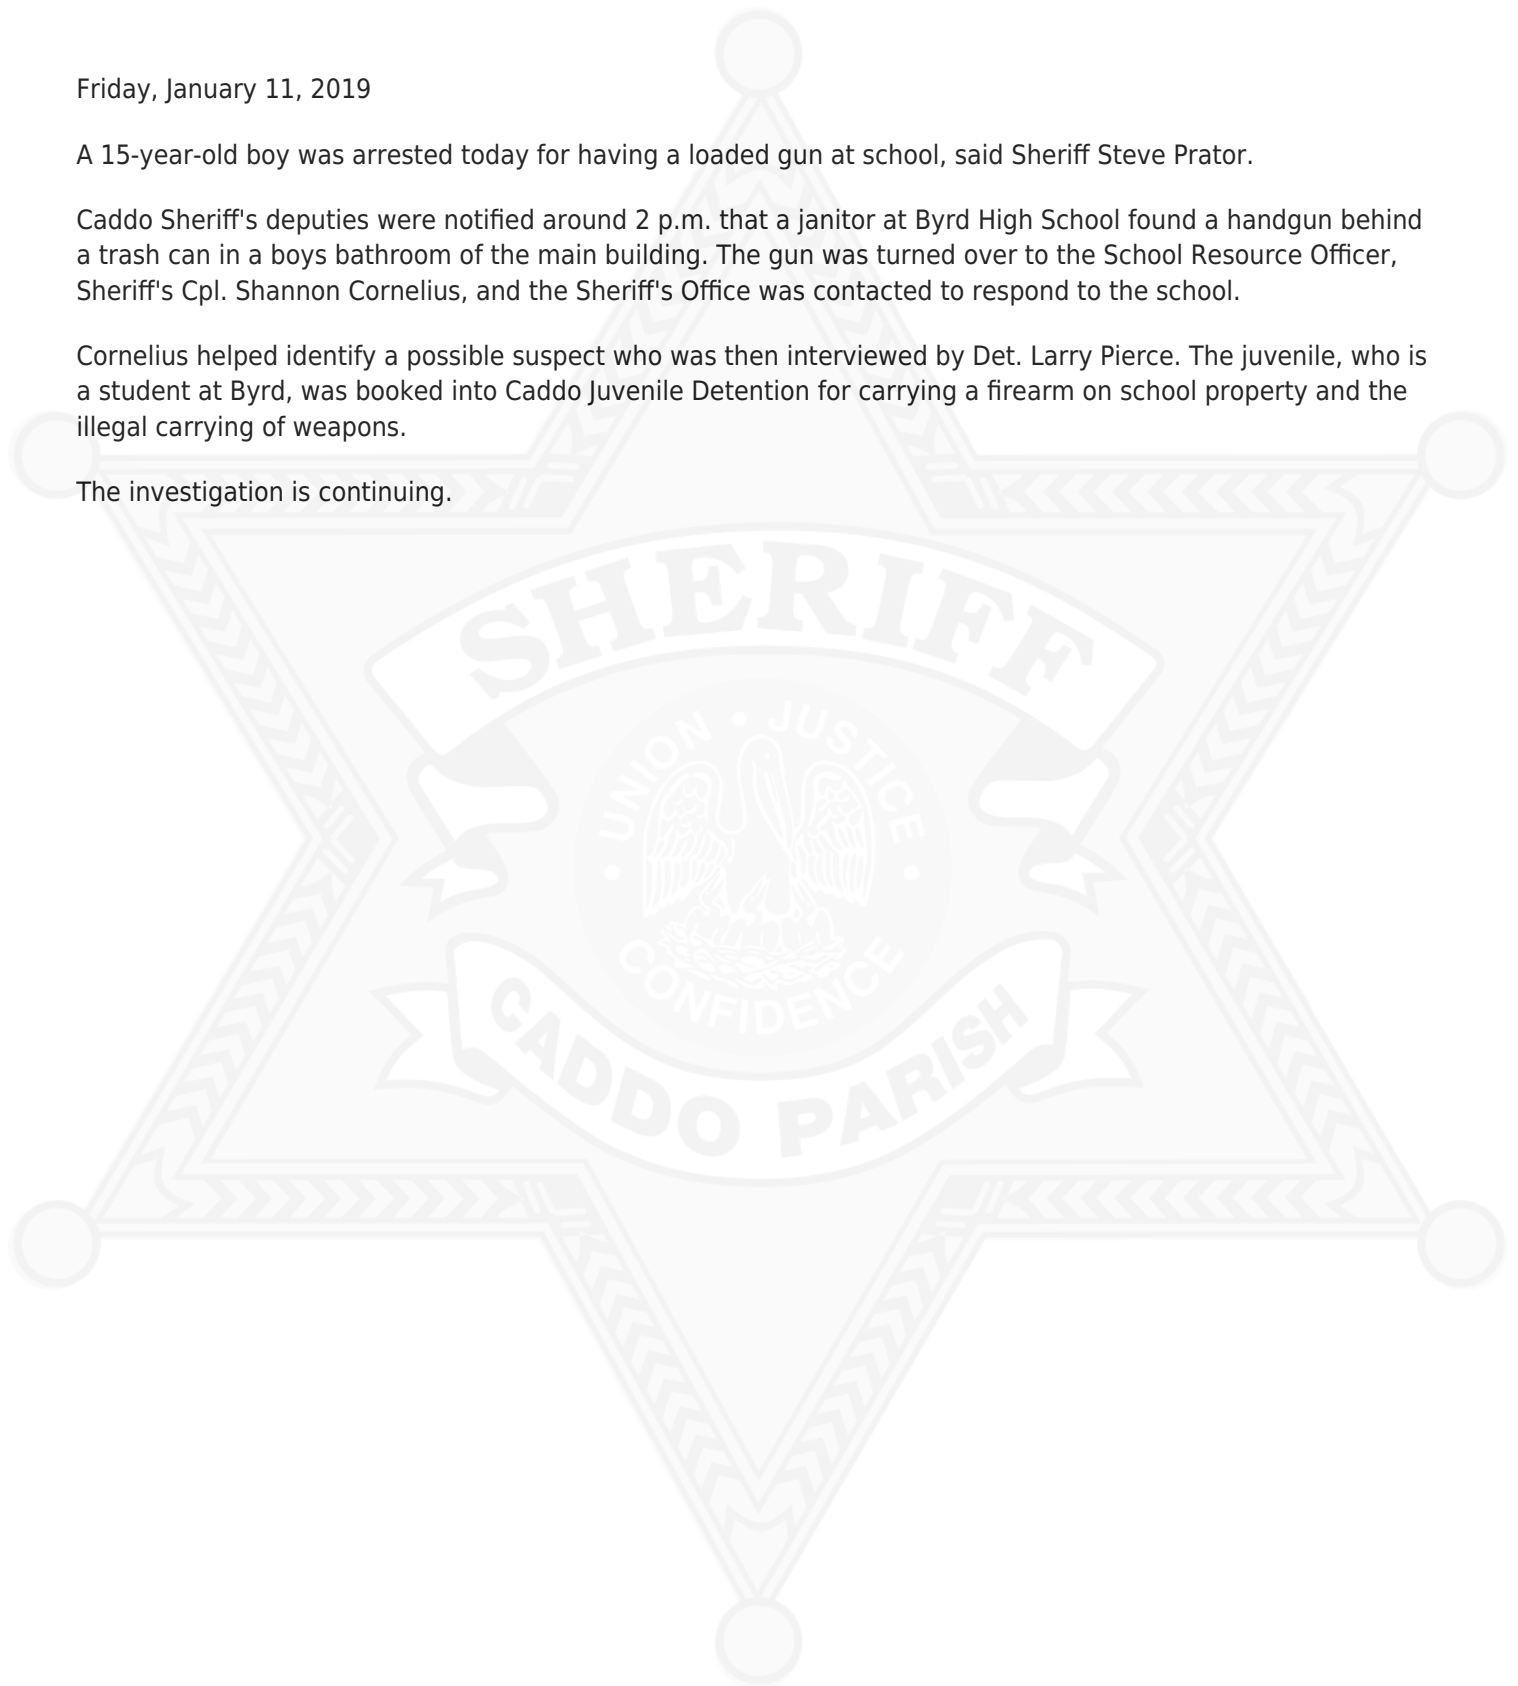 Friday, January 11, 2019
A 15-year-old boy was arrested today for having a loaded gun at school, said Sheriff Steve Prator.
Caddo Sheriff's deputies were notified around 2 p.m. that a janitor at Byrd High School found a handgun behind
a trash can in a boys bathroom of the main building. The gun was turned over to the School Resource Officer,
Sheriff's Cpl. Shannon Cornelius, and the Sheriff's Office was contacted to respond to the school.
Cornelius helped identify a possible suspect who was then interviewed by Det. Larry Pierce. The juvenile, who is
a student at Byrd, was booked into Caddo Juvenile Detention for carrying a firearm on school property and the
illegal carrying of weapons.
The investigation is continuing.
SHERIFF
UNION • JUSTICE
• CONFIDENCE •
CADDO PARISH